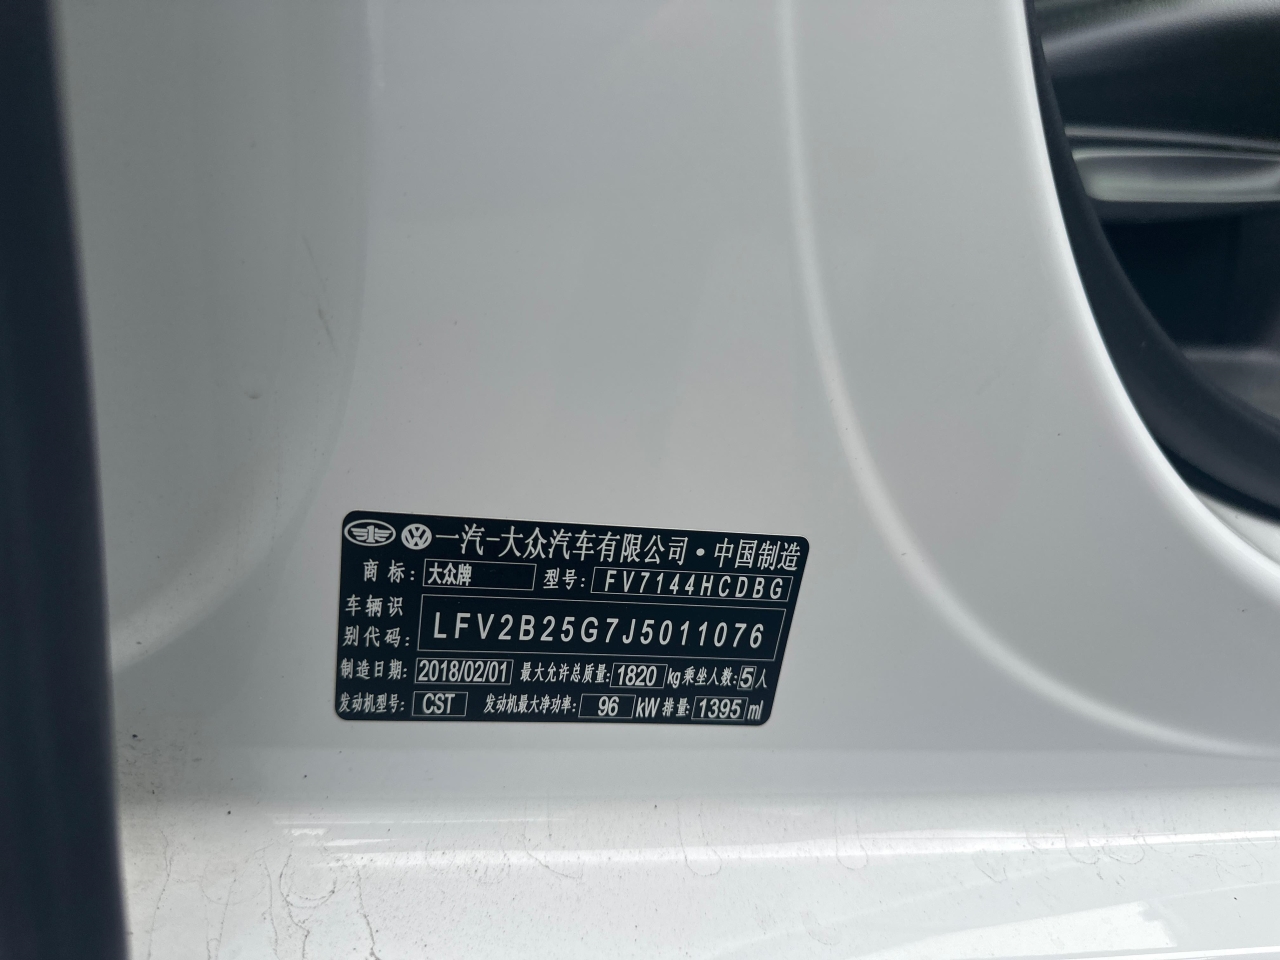 一汽-大众汽车有限公司·中国制造
商标: 大众牌 型号: FV7144HCDBG
车辆识
别代码: LFV2B25G7J5011076
制造日期: 2018/02/01 最大允许总质量: 1820 kg 乘坐人数: 5 人
发动机型号: CST 发动机最大净功率: 96 kW 排量: 1395 ml